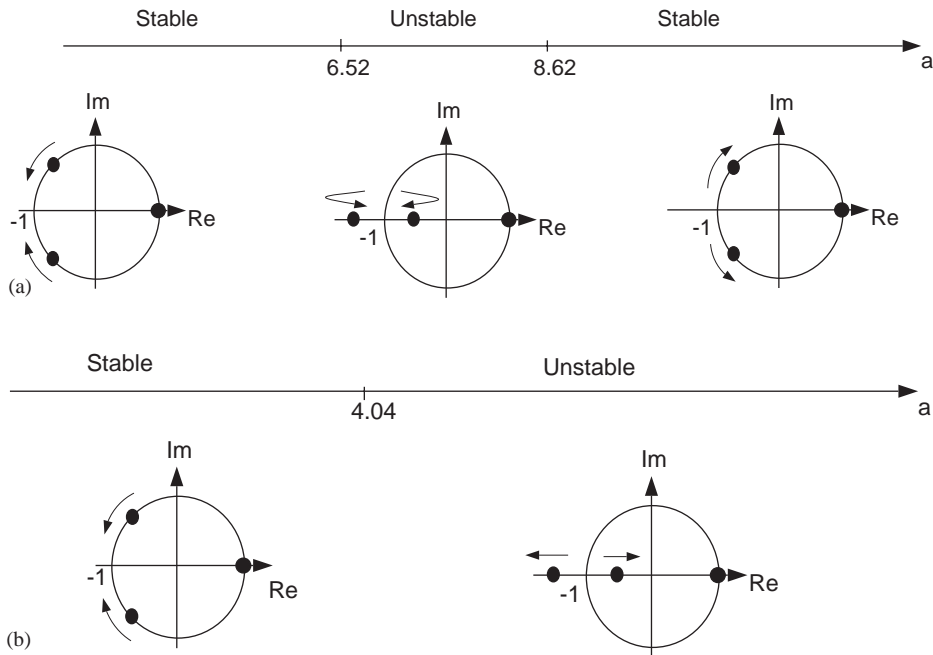 Stable Unstable Stable
6.52 8.62 a
Im Im Im
-1 Re -1 Re -1 Re
(a)
Stable Unstable
4.04 a
Im Im
-1 Re -1 Re
(b)